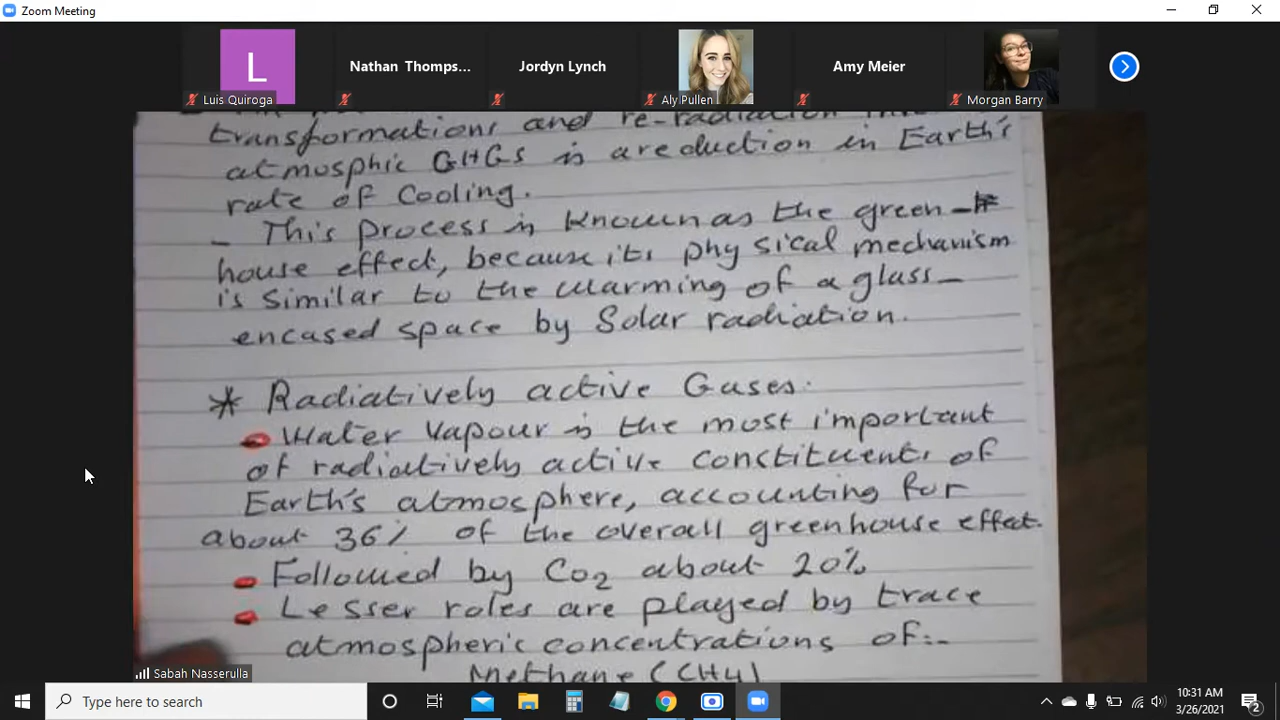 Zoom Meeting
L
Luis Quiroga
Nathan Thomps...
Jordyn Lynch
Aly Pullen
Amy Meier
Morgan Barry
transformations and re-radiation
atmosphic GHGs is a reduction in Earth's
rate of Cooling.
- This process is known as the green-
house effect, because its physical mechanism
is similar to the warming of a glass-
encased space by Solar radiation.
* Radiatively active Gases:
Water Vapour is the most important
of radiatively active constituents of
Earth's atmosphere, accounting for
about 36% of the overall greenhouse effect.
Followed by CO2 about 20%
Lesser roles are played by trace
atmospheric concentrations of:-
Methane (CH4)
Sabah Nasserulla
Type here to search
10:31 AM
3/26/2021
2